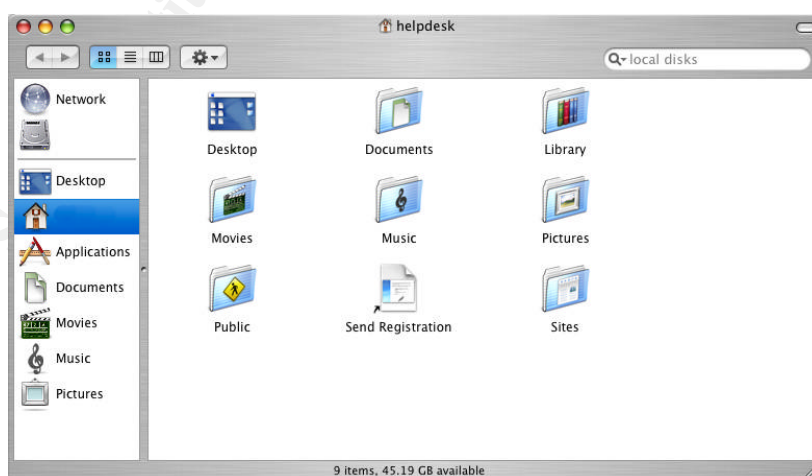 helpdesk
local disks
Network
Desktop
Applications
Documents
Movies
Music
Pictures
Desktop
Documents
Library
Movies
Music
Pictures
Public
Send Registration
Sites
9 items, 45.19 GB available